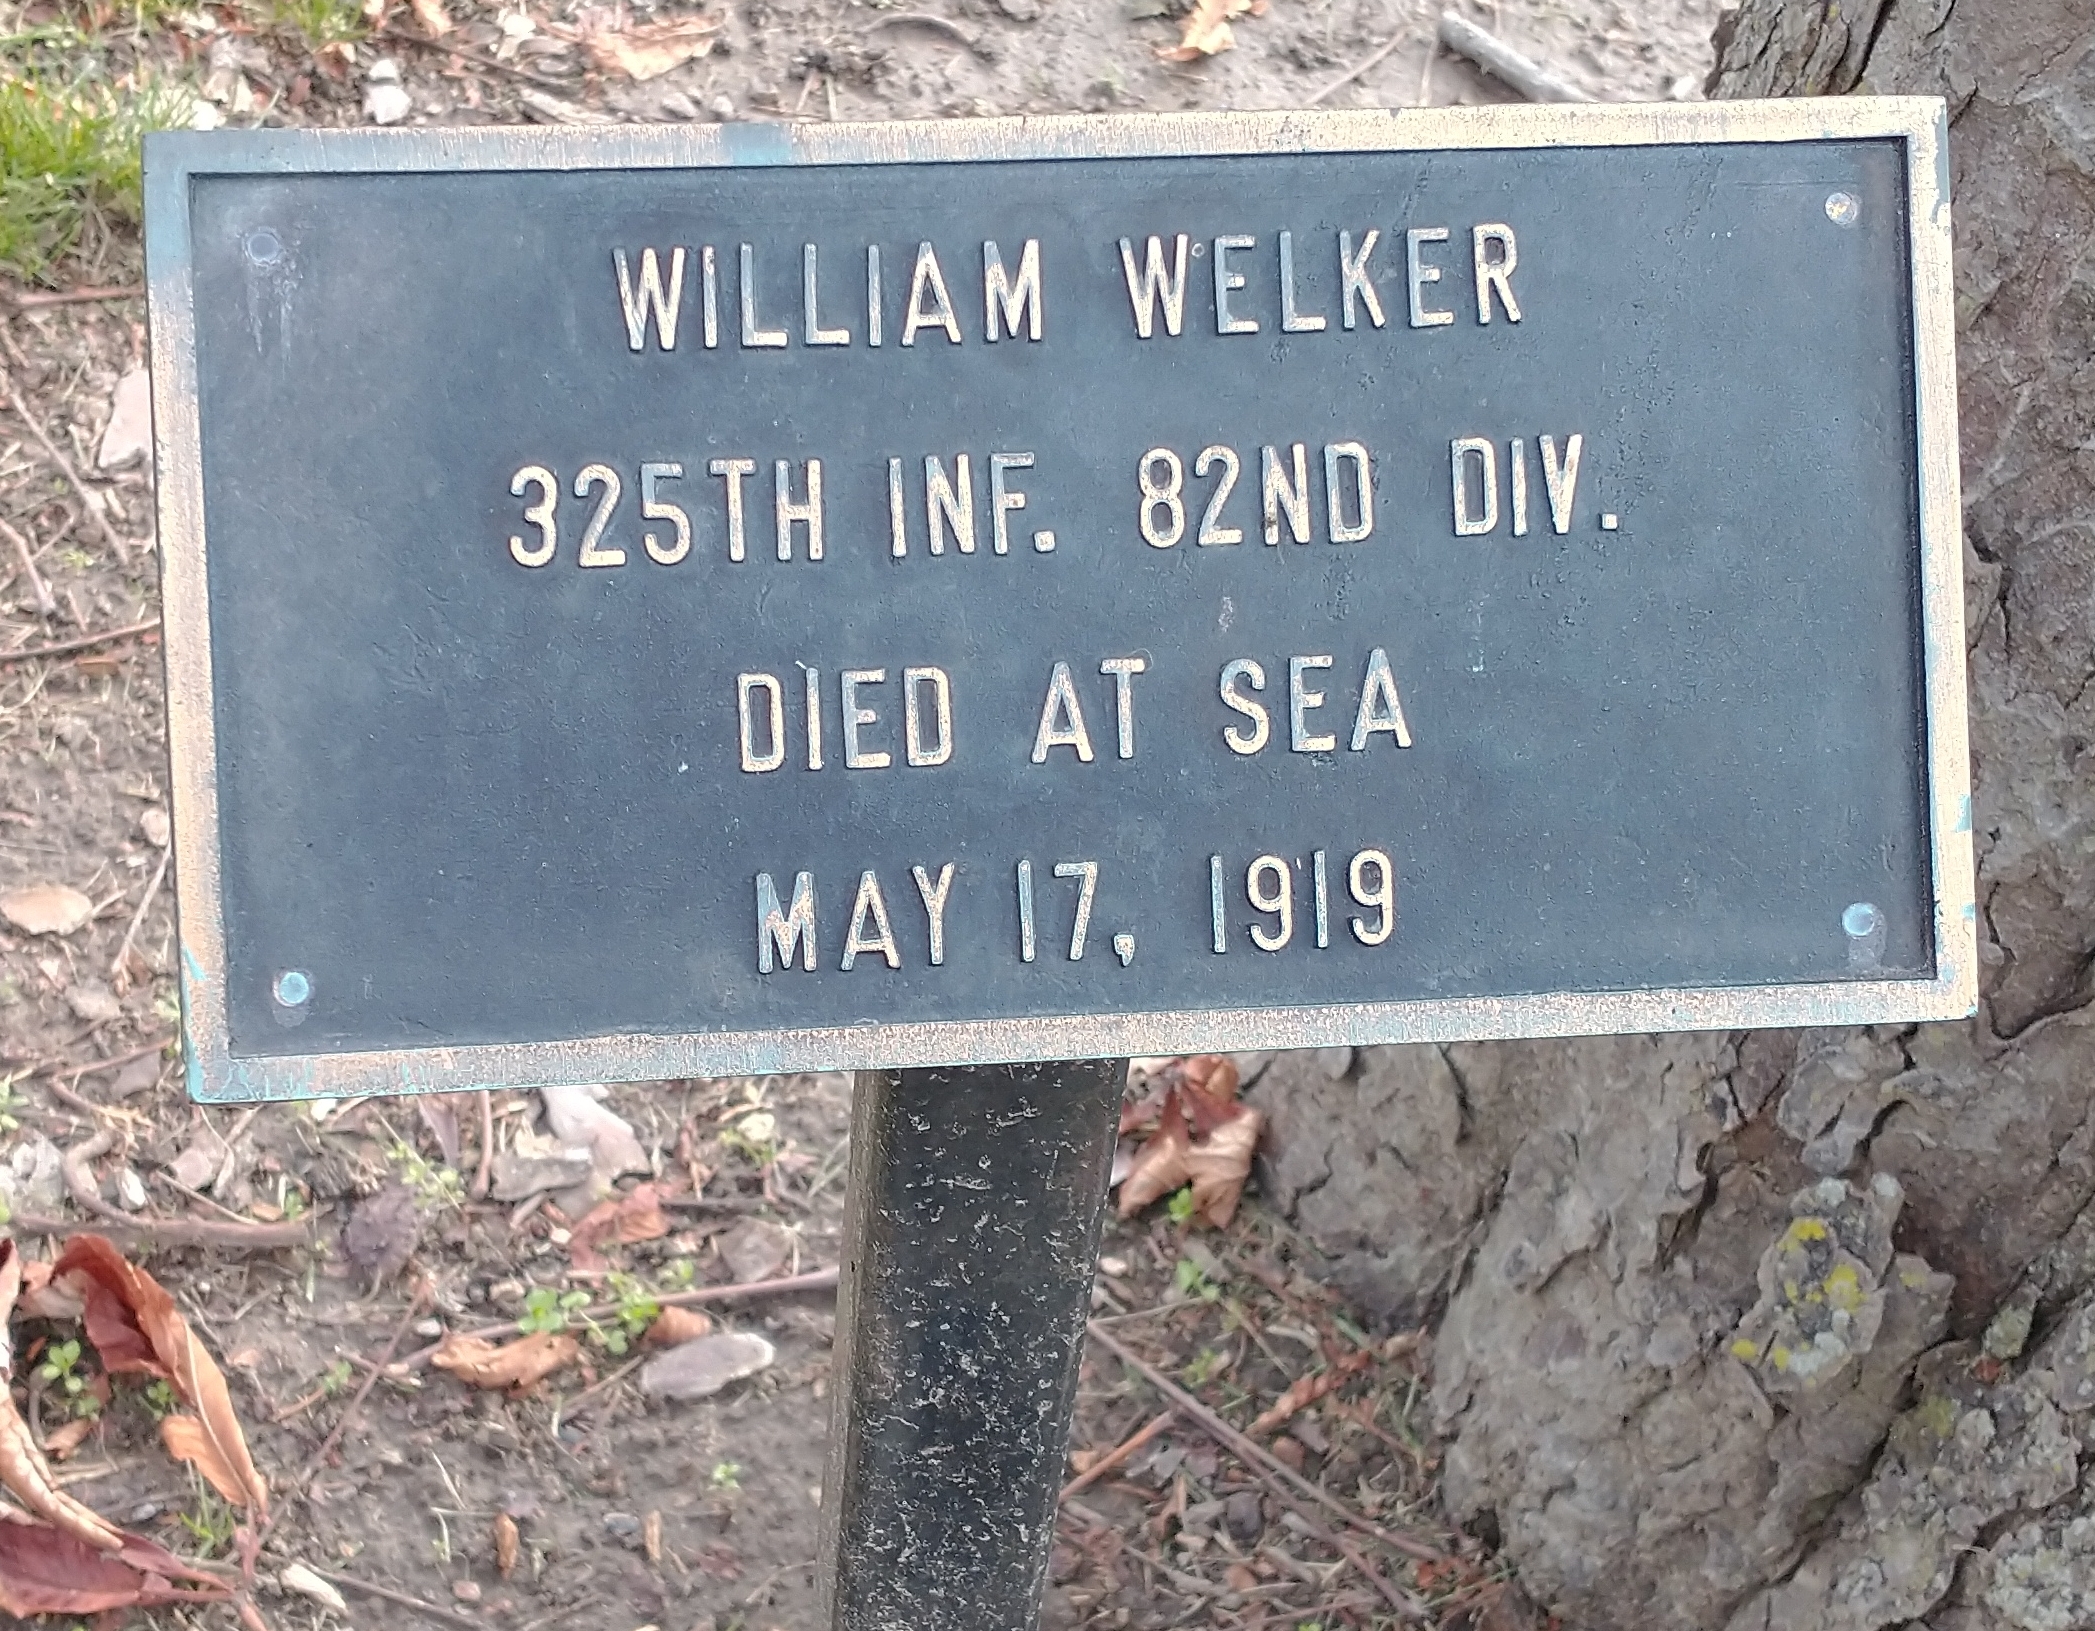 WILLIAM WELKER
325TH INF. 82ND DIV.
DIED AT SEA
MAY 17, 1919